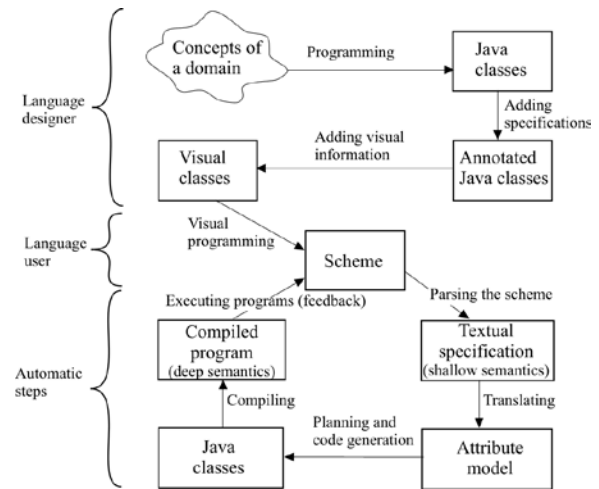 Concepts of
a domain
Programming
Java
classes
Language
designer
Adding
specifications
Visual
classes
Adding visual
information
Annotated
Java classes
Language
user
Visual
programming
Scheme
Executing programs (feedback)
Parsing the scheme
Automatic
steps
Compiled
program
(deep semantics)
Textual
specification
(shallow semantics)
Compiling
Translating
Java
classes
Planning and
code generation
Attribute
model